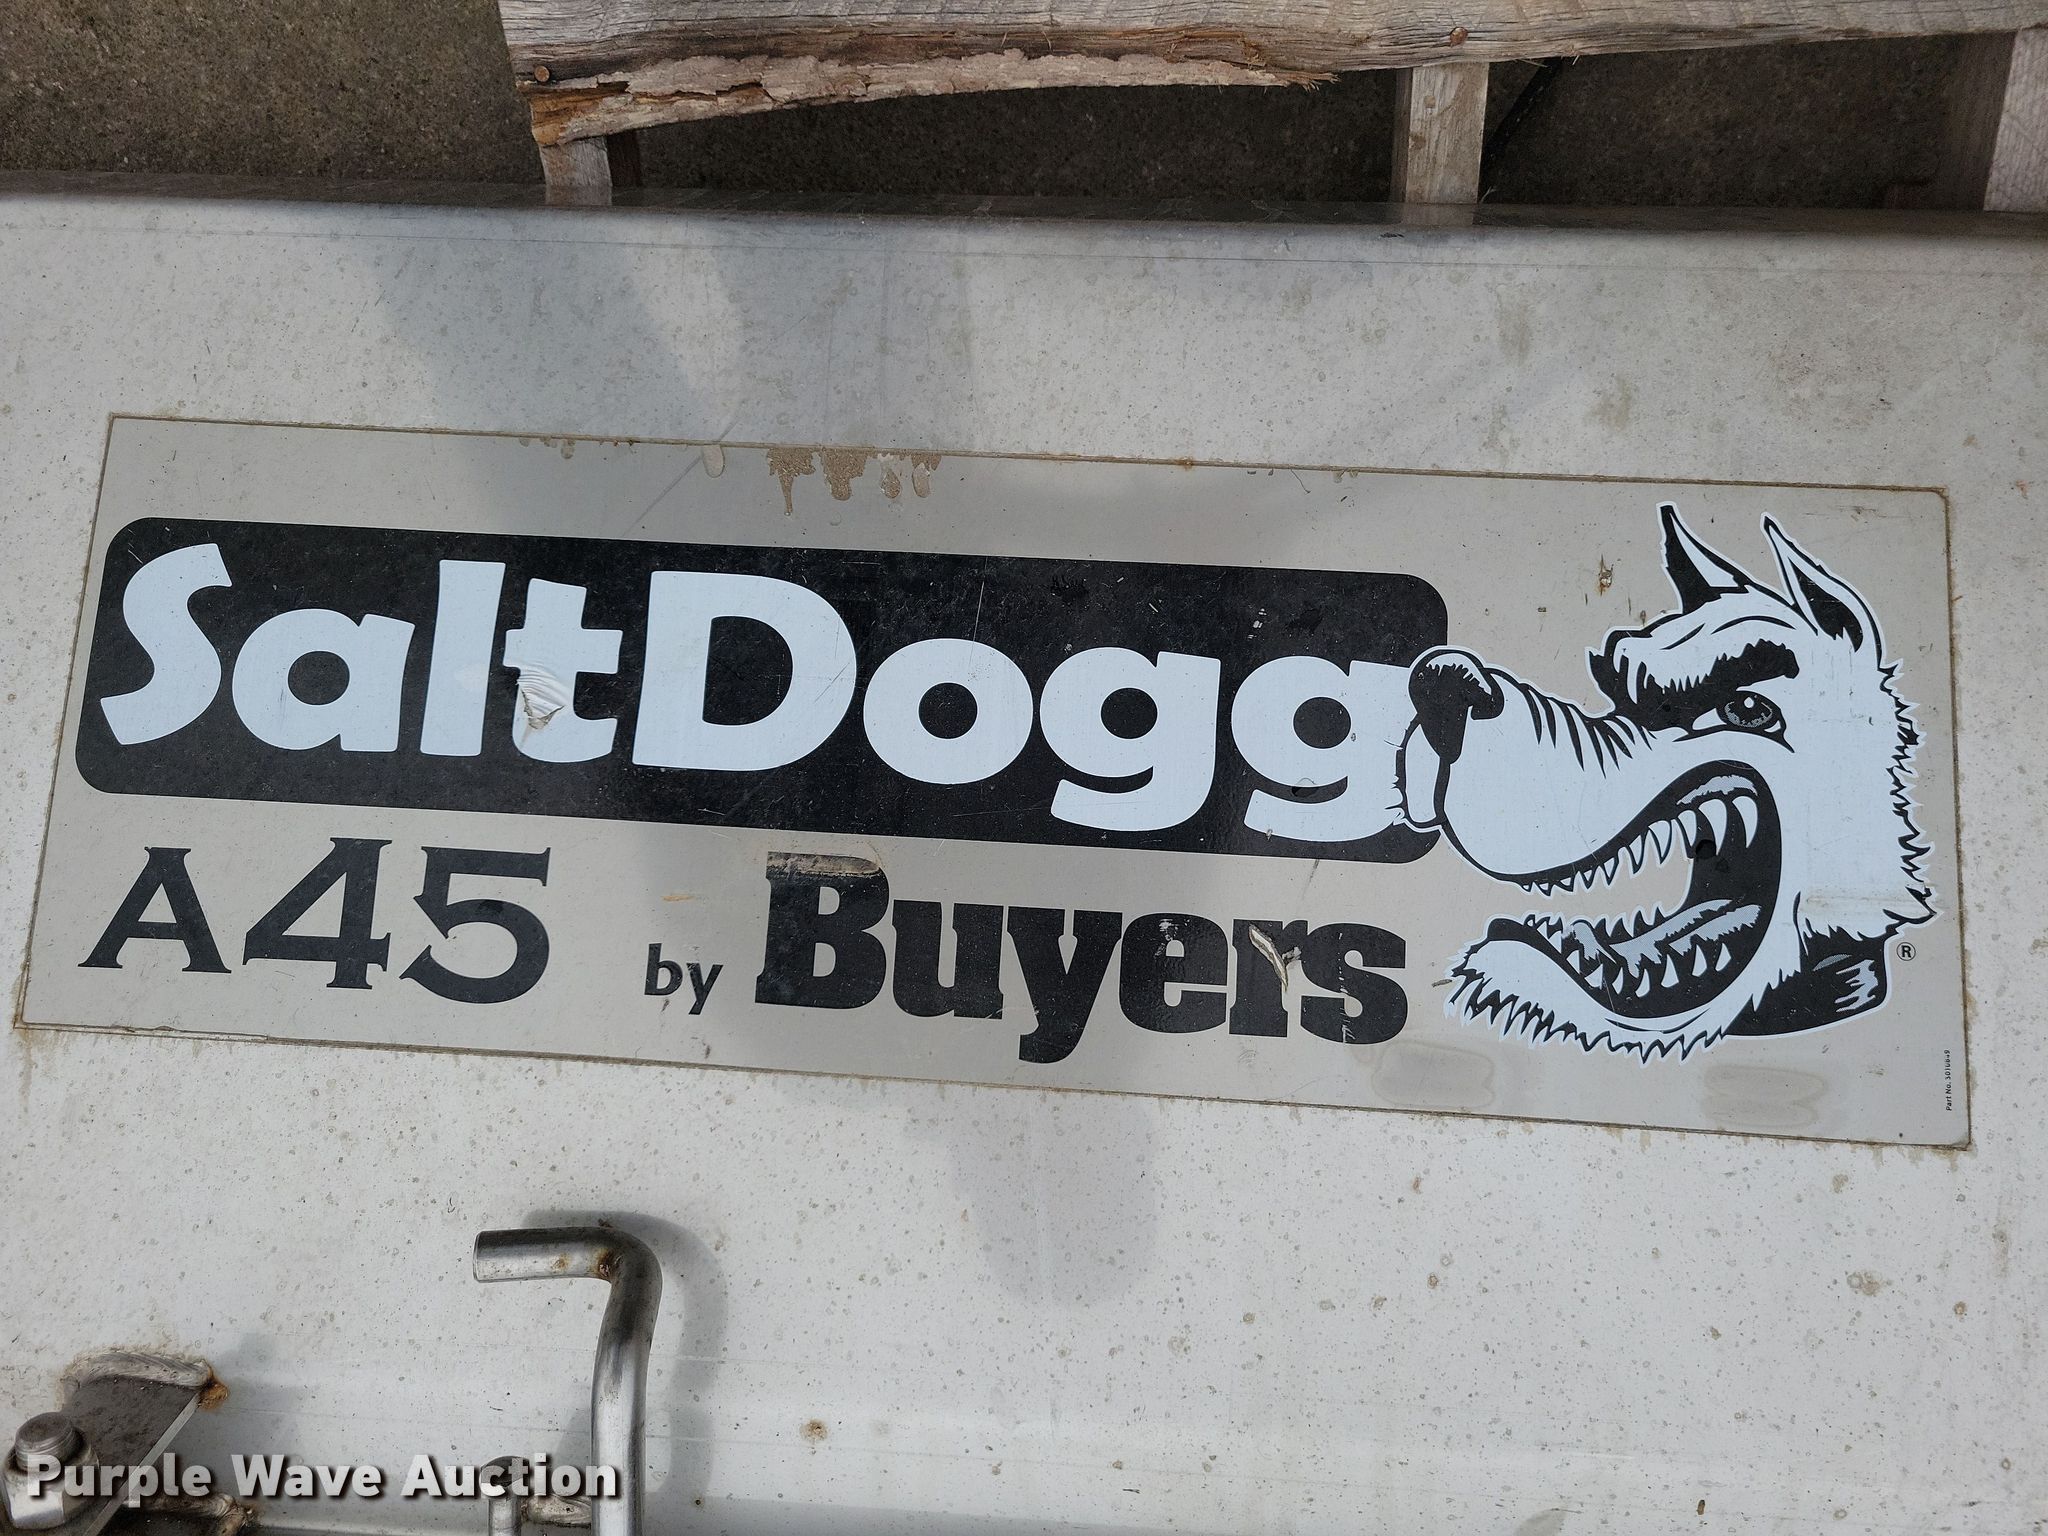 SaltDogg
A45 by Buyers
®
Purple Wave Auction